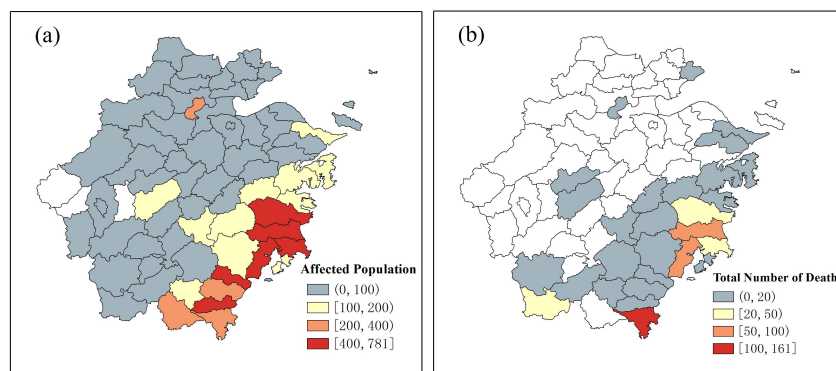 (a)
Affected Population
(0, 100)
[100, 200)
[200, 400)
[400, 781]
(b)
Total Number of Death
(0, 20)
[20, 50)
[50, 100)
[100, 161]